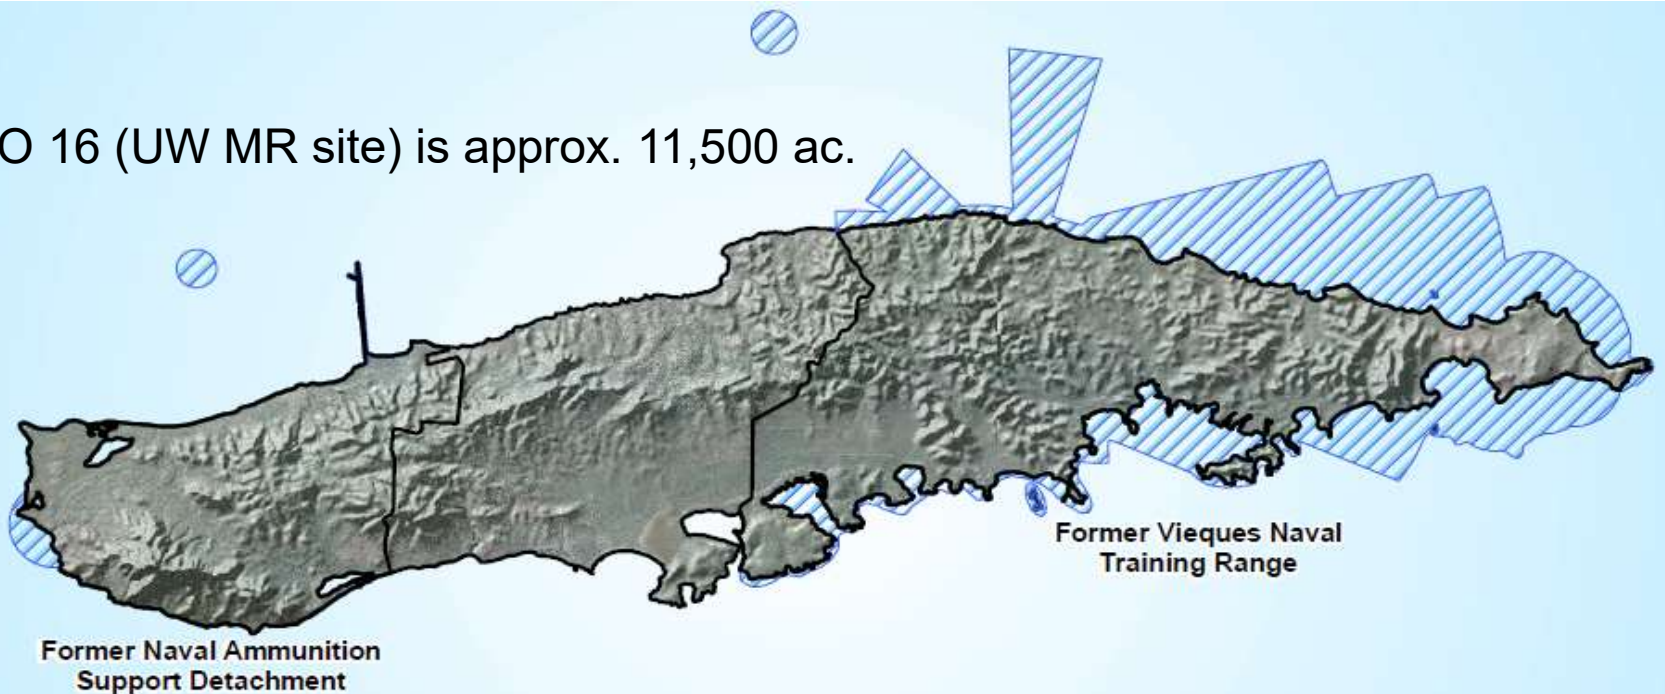 O 16 (UW MR site) is approx. 11,500 ac.
Former Vieques Naval
Training Range
Former Naval Ammunition
Support Detachment